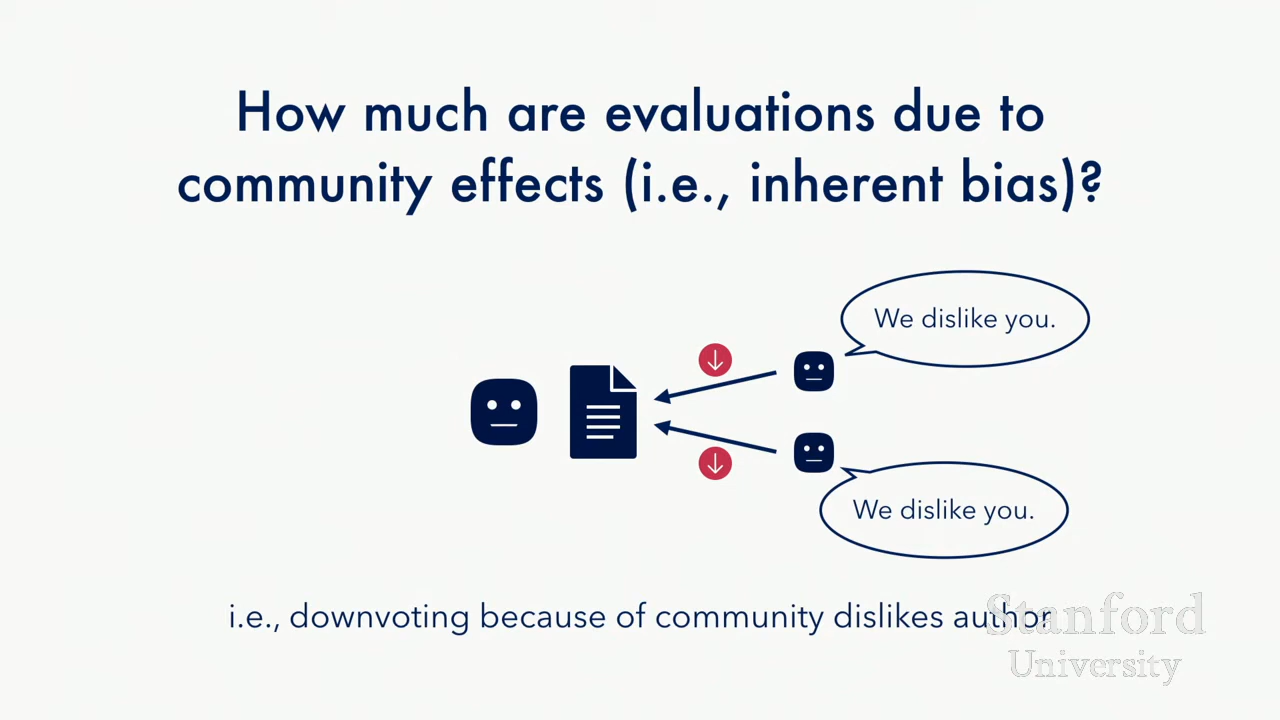 How much are evaluations due to
community effects (i.e., inherent bias)?
We dislike you.
We dislike you.
i.e., downvoting because of community dislikes author
Stanford
University